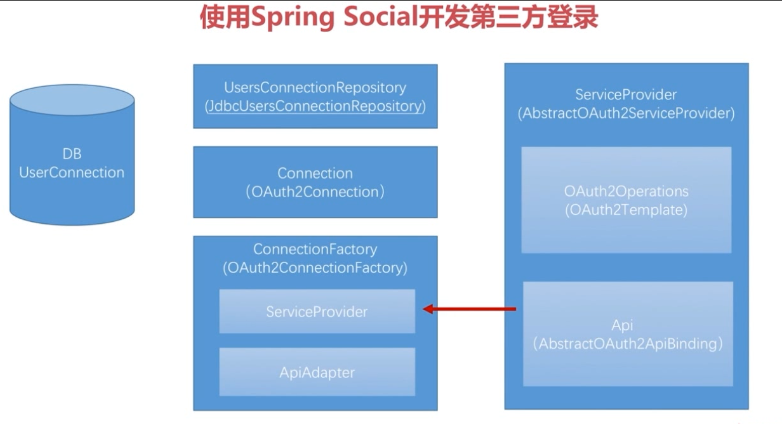 使用Spring Social开发第三方登录
DB
UserConnection
UsersConnectionRepository
(JdbcUsersConnectionRepository)
Connection
(OAuth2Connection)
ConnectionFactory
(OAuth2ConnectionFactory)
ServiceProvider
ApiAdapter
ServiceProvider
(AbstractOAuth2ServiceProvider)
OAuth2Operations
(OAuth2Template)
Api
(AbstractOAuth2ApiBinding)